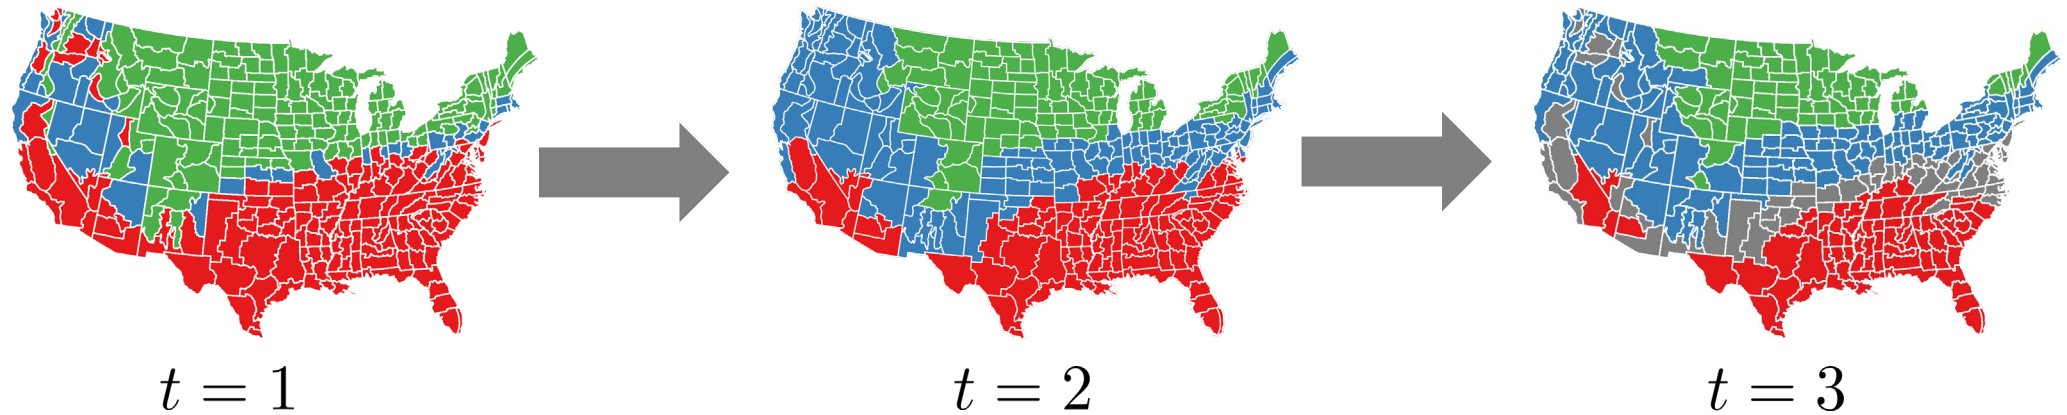 t = 1
t = 2
t = 3